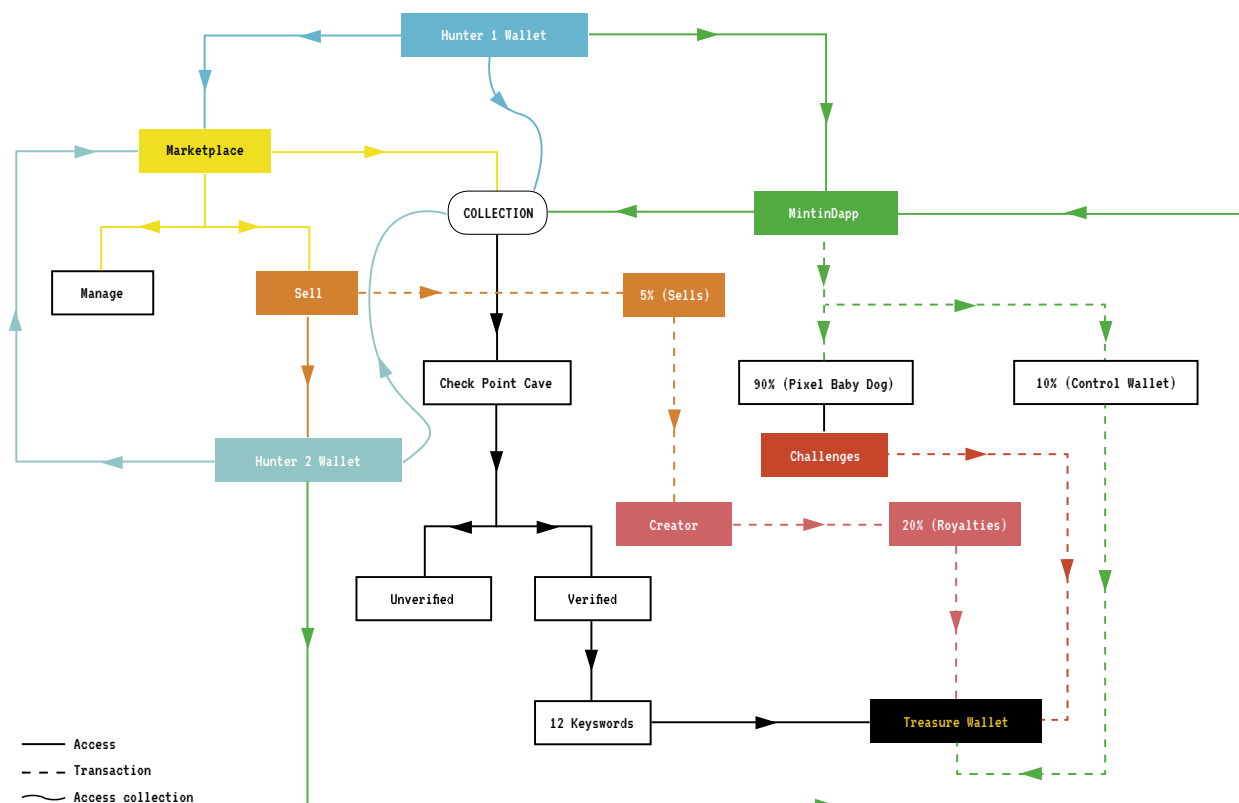 Hunter 1 Wallet
Marketplace
COLLECTION
MintinDapp
Manage
Sell
5% (Sells)
Check Point Cave
90% (Pixel Baby Dog)
10% (Control Wallet)
Hunter 2 Wallet
Challenges
Creator
20% (Royalties)
Unverified
Verified
12 Keyswords
Treasure Wallet
Access
Transaction
Access collection